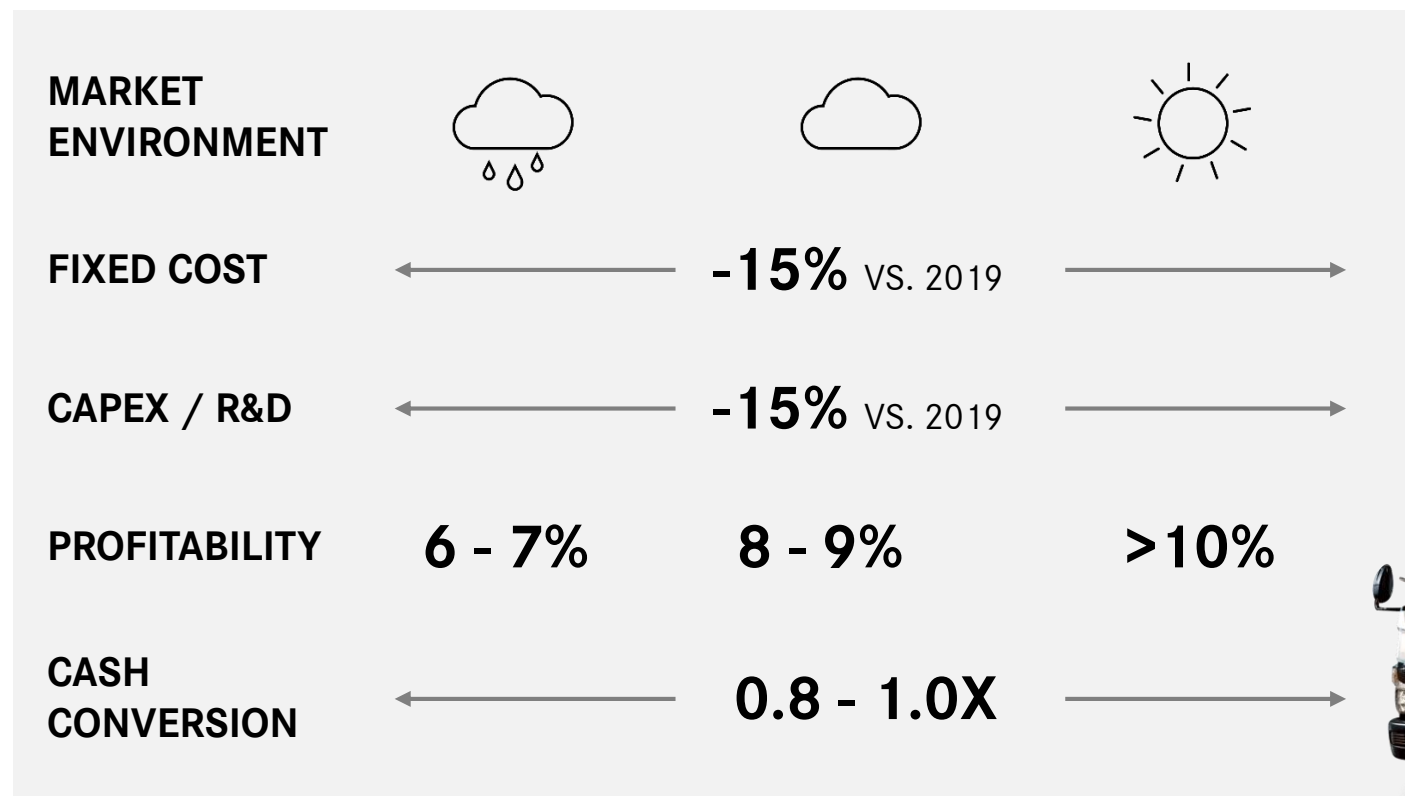 MARKET
ENVIRONMENT
FIXED COST
-15% VS. 2019
CAPEX / R&D
-15% VS. 2019
PROFITABILITY
6 - 7%
8 - 9%
>10%
CASH
CONVERSION
0.8 - 1.0X